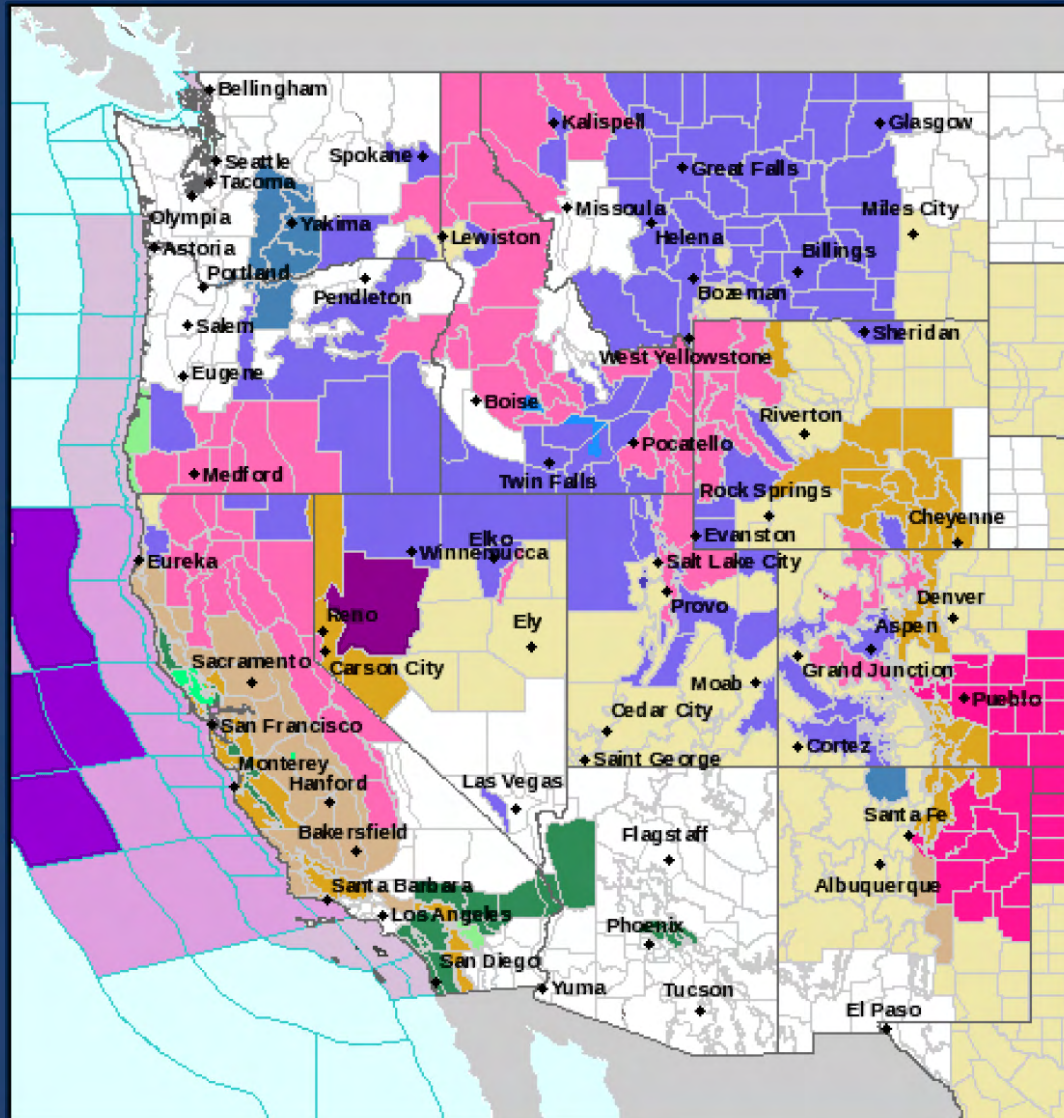 Bellingham
Kalispell
Glasgow
Spokane
Seattle
Great Falls
Tacoma
Olympia
Yakima
Missoula
Miles City
Lewiston
Helena
Astoria
Billings
Portland
Pendleton
Bozeman
Salem
Sheridan
West Yellowstone
Eugene
Boise
Riverton
Pocatello
Medford
Twin Falls
Rock Springs
Cheyenne
Elko
Winnemucca
Evanston
Eureka
Salt Lake City
Provo
Denver
Reno
Ely
Aspen
Sacramento
Carson City
Grand Junction
Moab
Pueblo
Cedar City
San Francisco
Cortez
Saint George
Monterey
Hanford
Las Vegas
Santa Fe
Bakersfield
Flagstaff
Albuquerque
Santa Barbara
Los Angeles
Phoenix
San Diego
Yuma
Tucson
El Paso